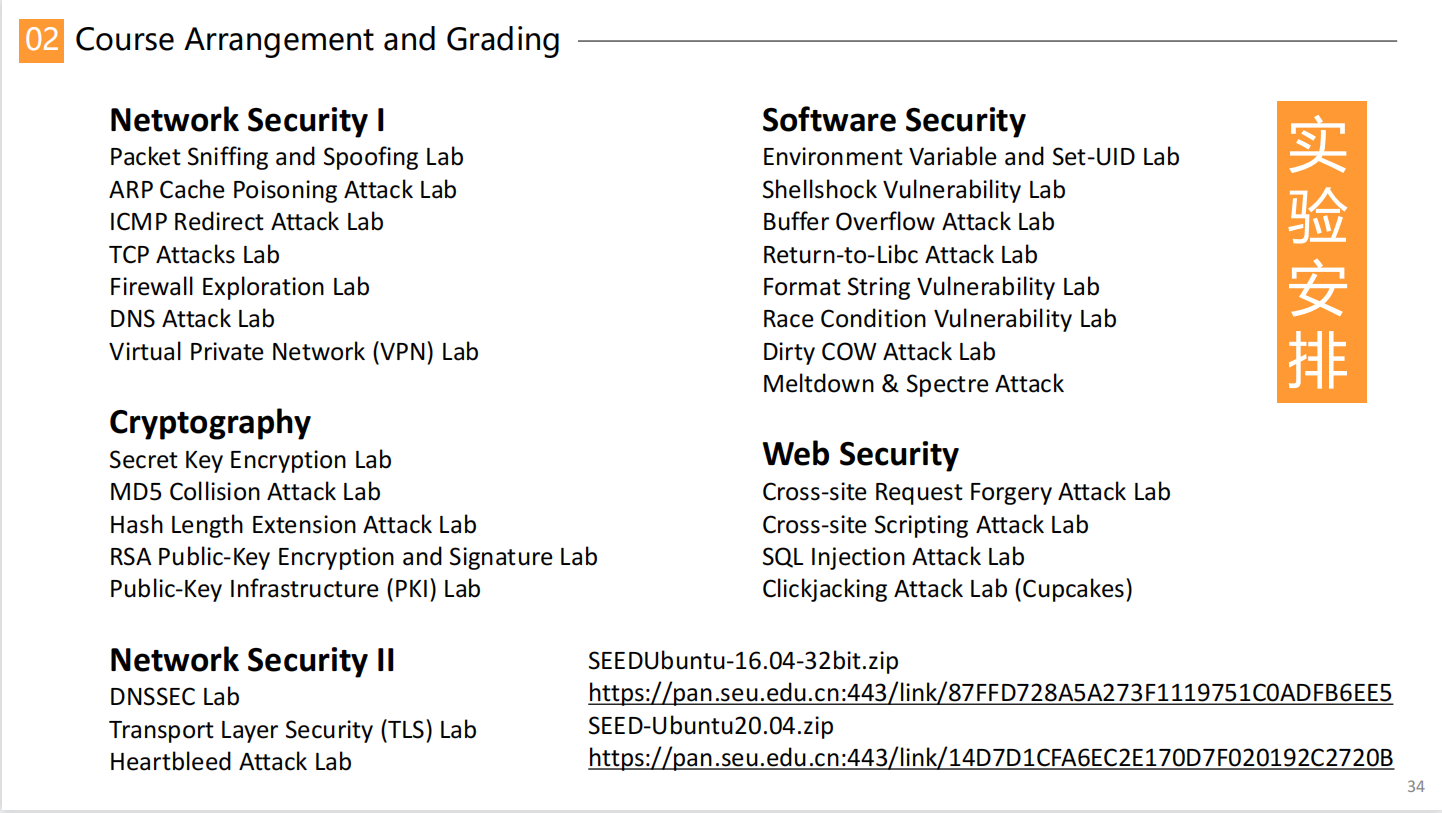 02 Course Arrangement and Grading
Network Security I
Packet Sniffing and Spoofing Lab
ARP Cache Poisoning Attack Lab
ICMP Redirect Attack Lab
TCP Attacks Lab
Firewall Exploration Lab
DNS Attack Lab
Virtual Private Network (VPN) Lab
Cryptography
Secret Key Encryption Lab
MD5 Collision Attack Lab
Hash Length Extension Attack Lab
RSA Public-Key Encryption and Signature Lab
Public-Key Infrastructure (PKI) Lab
Network Security II
DNSSEC Lab
Transport Layer Security (TLS) Lab
Heartbleed Attack Lab
Software Security
Environment Variable and Set-UID Lab
Shellshock Vulnerability Lab
Buffer Overflow Attack Lab
Return-to-Libc Attack Lab
Format String Vulnerability Lab
Race Condition Vulnerability Lab
Dirty COW Attack Lab
Meltdown & Spectre Attack
Web Security
Cross-site Request Forgery Attack Lab
Cross-site Scripting Attack Lab
SQL Injection Attack Lab
Clickjacking Attack Lab (Cupcakes)
SEEDUbuntu-16.04-32bit.zip
https://pan.seu.edu.cn:443/link/87FFD728A5A273F1119751C0ADFB6EE5
SEED-Ubuntu20.04.zip
https://pan.seu.edu.cn:443/link/14D7D1CFA6EC2E170D7F020192C2720B
实验安排
34